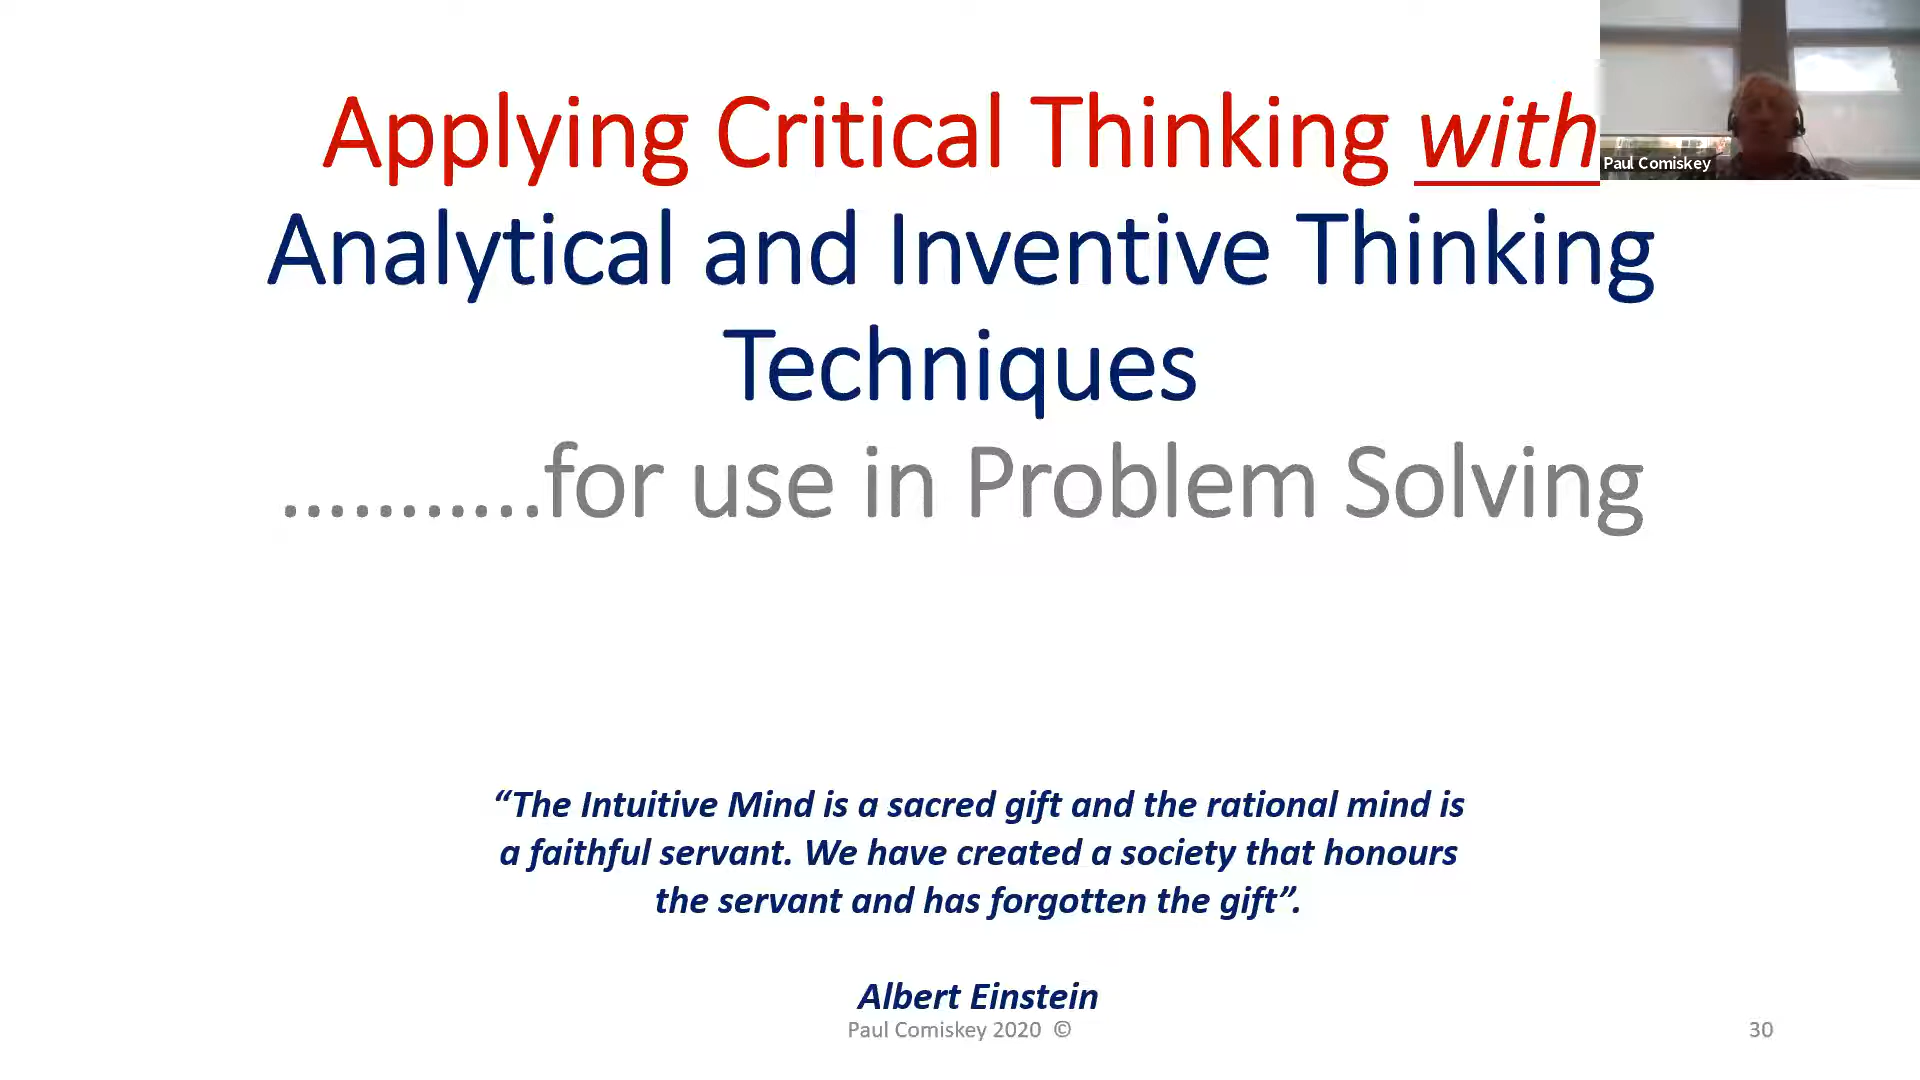 Applying Critical Thinking with
Paul Comiskey
Analytical and Inventive Thinking
Techniques
...........for use in Problem Solving
“The Intuitive Mind is a sacred gift and the rational mind is
a faithful servant. We have created a society that honours
the servant and has forgotten the gift”.
Albert Einstein
Paul Comiskey 2020 ©
30